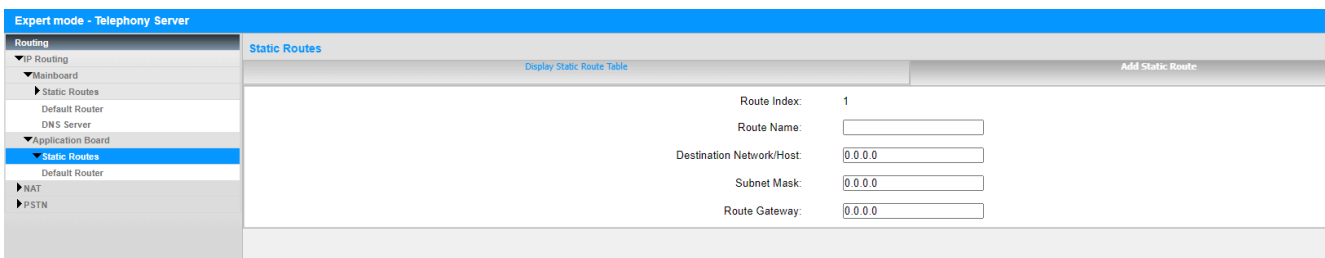 Expert mode - Telephony Server
Routing
IP Routing
Mainboard
Static Routes
Default Router
DNS Server
Application Board
Static Routes
Default Router
NAT
PSTN
Static Routes
Display Static Route Table
Add Static Route
Route Index: 1
Route Name:
Destination Network/Host: 0.0.0.0
Subnet Mask: 0.0.0.0
Route Gateway: 0.0.0.0